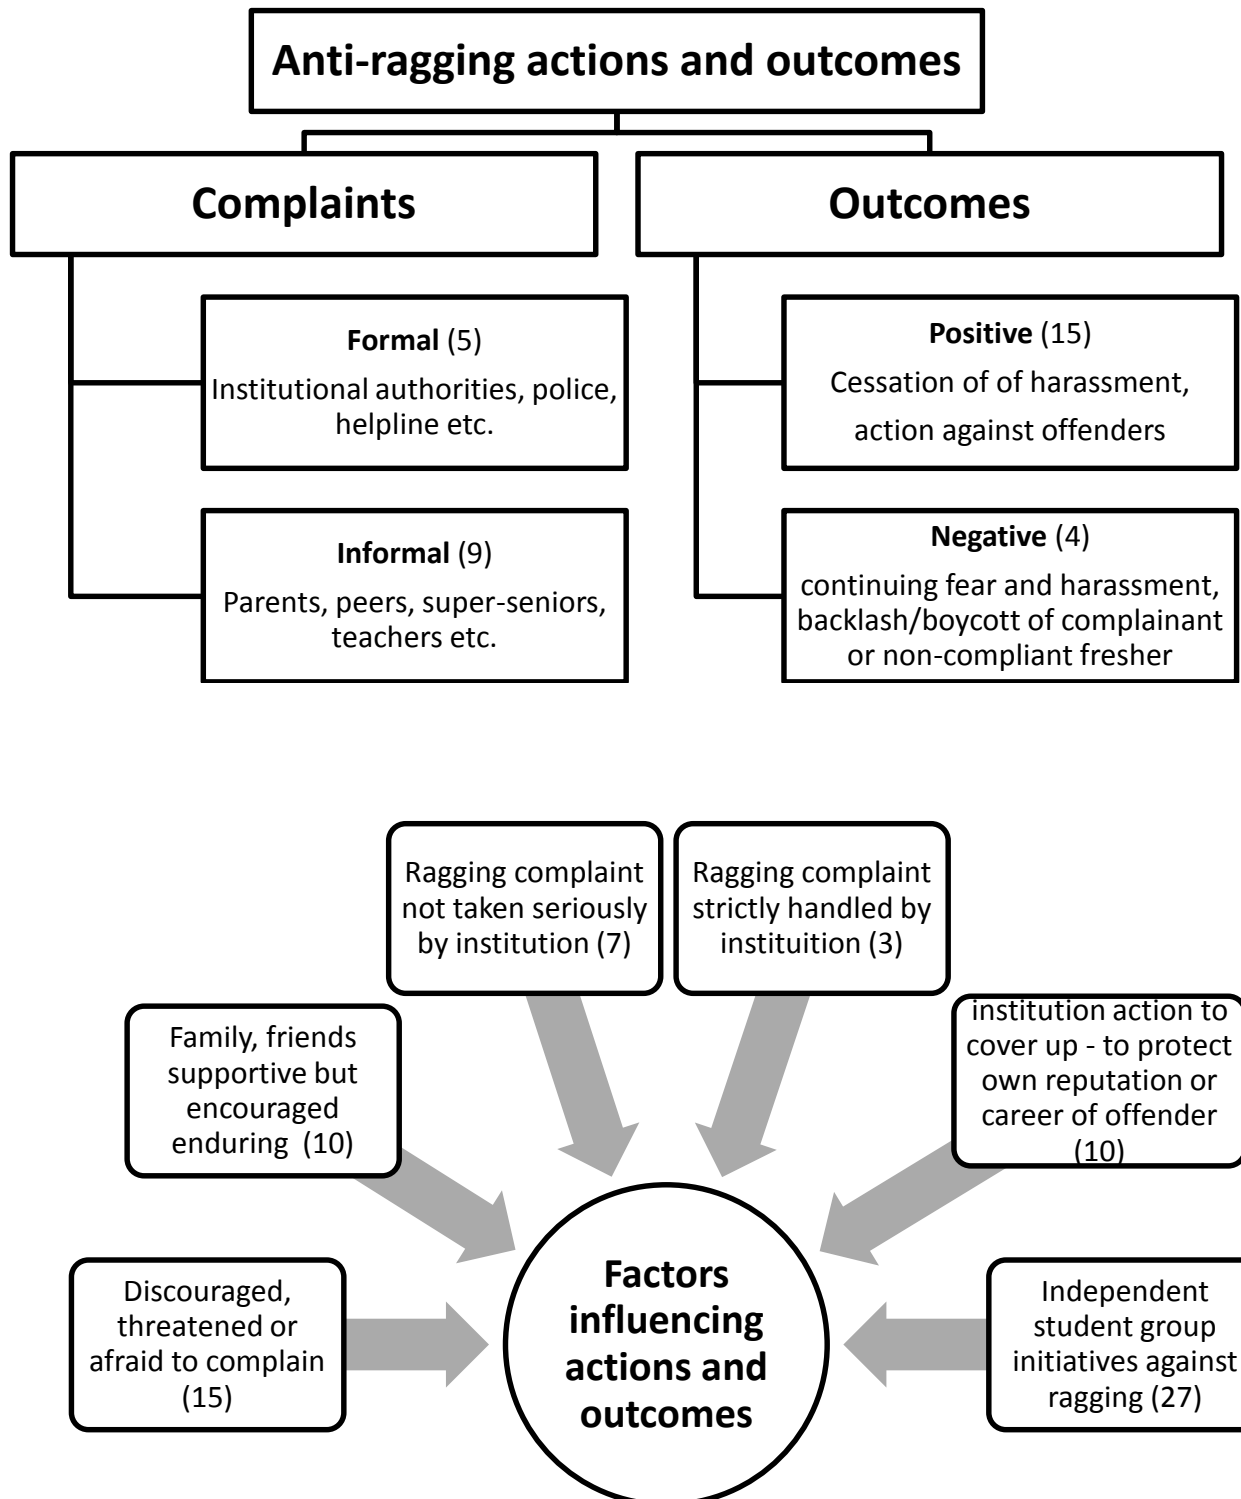 Anti-ragging actions and outcomes
Complaints
Outcomes
Formal (5)
Institutional authorities, police,
helpline etc.
Positive (15)
Cessation of of harassment,
action against offenders
Informal (9)
Parents, peers, super-seniors,
teachers etc.
Negative (4)
continuing fear and harassment,
backlash/boycott of complainant
or non-compliant fresher
Ragging complaint
not taken seriously
by institution (7)
Ragging complaint
strictly handled by
instituition (3)
Family, friends
supportive but
encouraged
enduring (10)
institution action to
cover up - to protect
own reputation or
career of offender
(10)
Discouraged,
threatened or
afraid to complain
(15)
Factors
influencing
actions and
outcomes
Independent
student group
initiatives against
ragging (27)